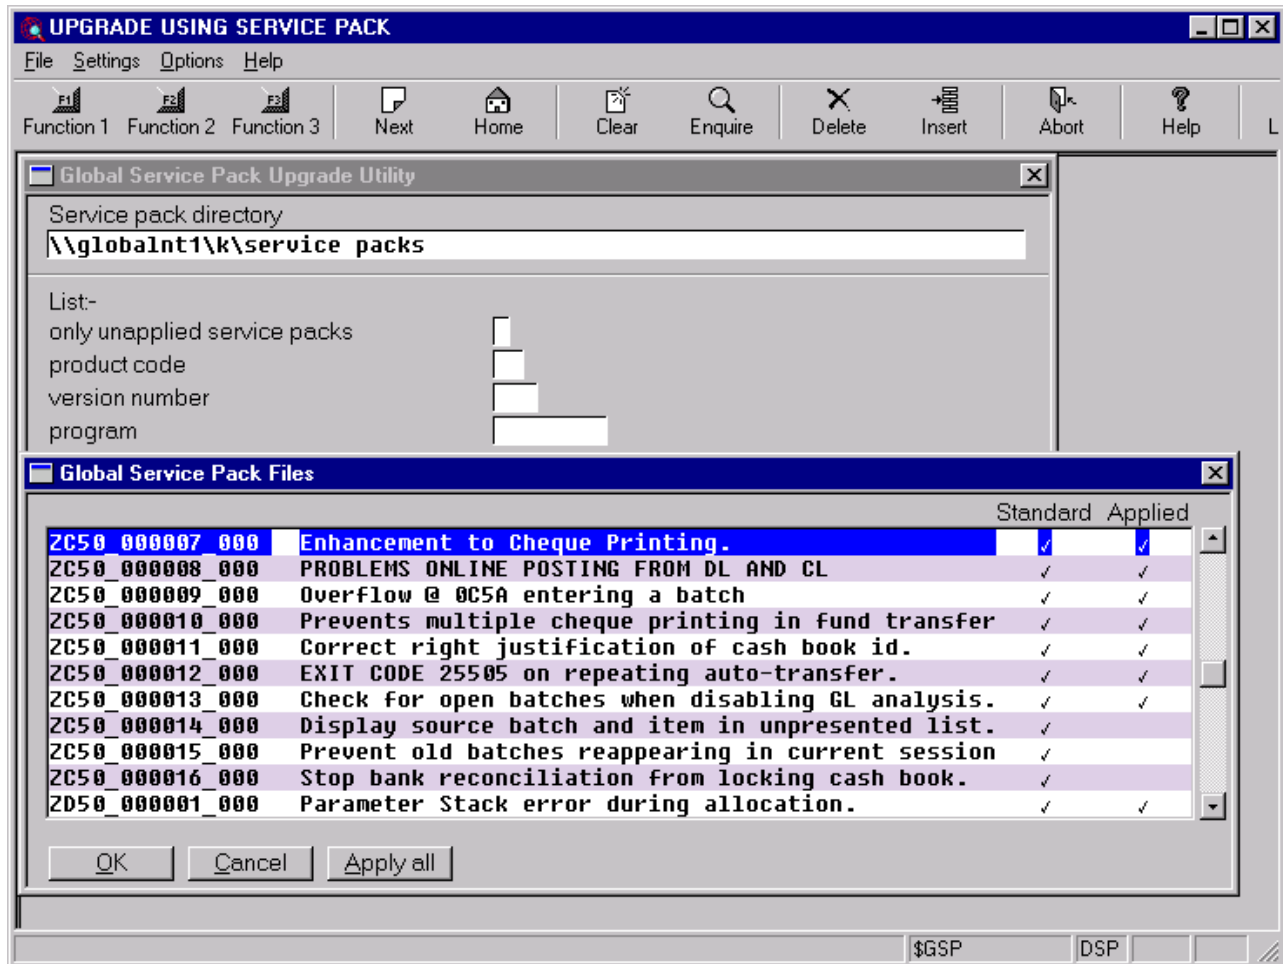 UPGRADE USING SERVICE PACK
File Settings Options Help
F1 F2 F3
Function 1 Function 2 Function 3 Next Home Clear Enquire Delete Insert Abort Help L
Global Service Pack Upgrade Utility
Service pack directory
\\globalnt1\k\service packs
List:-
only unapplied service packs
product code
version number
program
Global Service Pack Files
Standard Applied
ZC50_000007_000 Enhancement to Cheque Printing. ✓ ✓
ZC50_000008_000 PROBLEMS ONLINE POSTING FROM DL AND CL ✓ ✓
ZC50_000009_000 Overflow @ 0C5A entering a batch ✓ ✓
ZC50_000010_000 Prevents multiple cheque printing in fund transfer ✓ ✓
ZC50_000011_000 Correct right justification of cash book id. ✓ ✓
ZC50_000012_000 EXIT CODE 25505 on repeating auto-transfer. ✓ ✓
ZC50_000013_000 Check for open batches when disabling GL analysis. ✓ ✓
ZC50_000014_000 Display source batch and item in unpresented list. ✓
ZC50_000015_000 Prevent old batches reappearing in current session ✓
ZC50_000016_000 Stop bank reconciliation from locking cash book. ✓
ZD50_000001_000 Parameter Stack error during allocation. ✓ ✓
OK Cancel Apply all
$GSP DSP